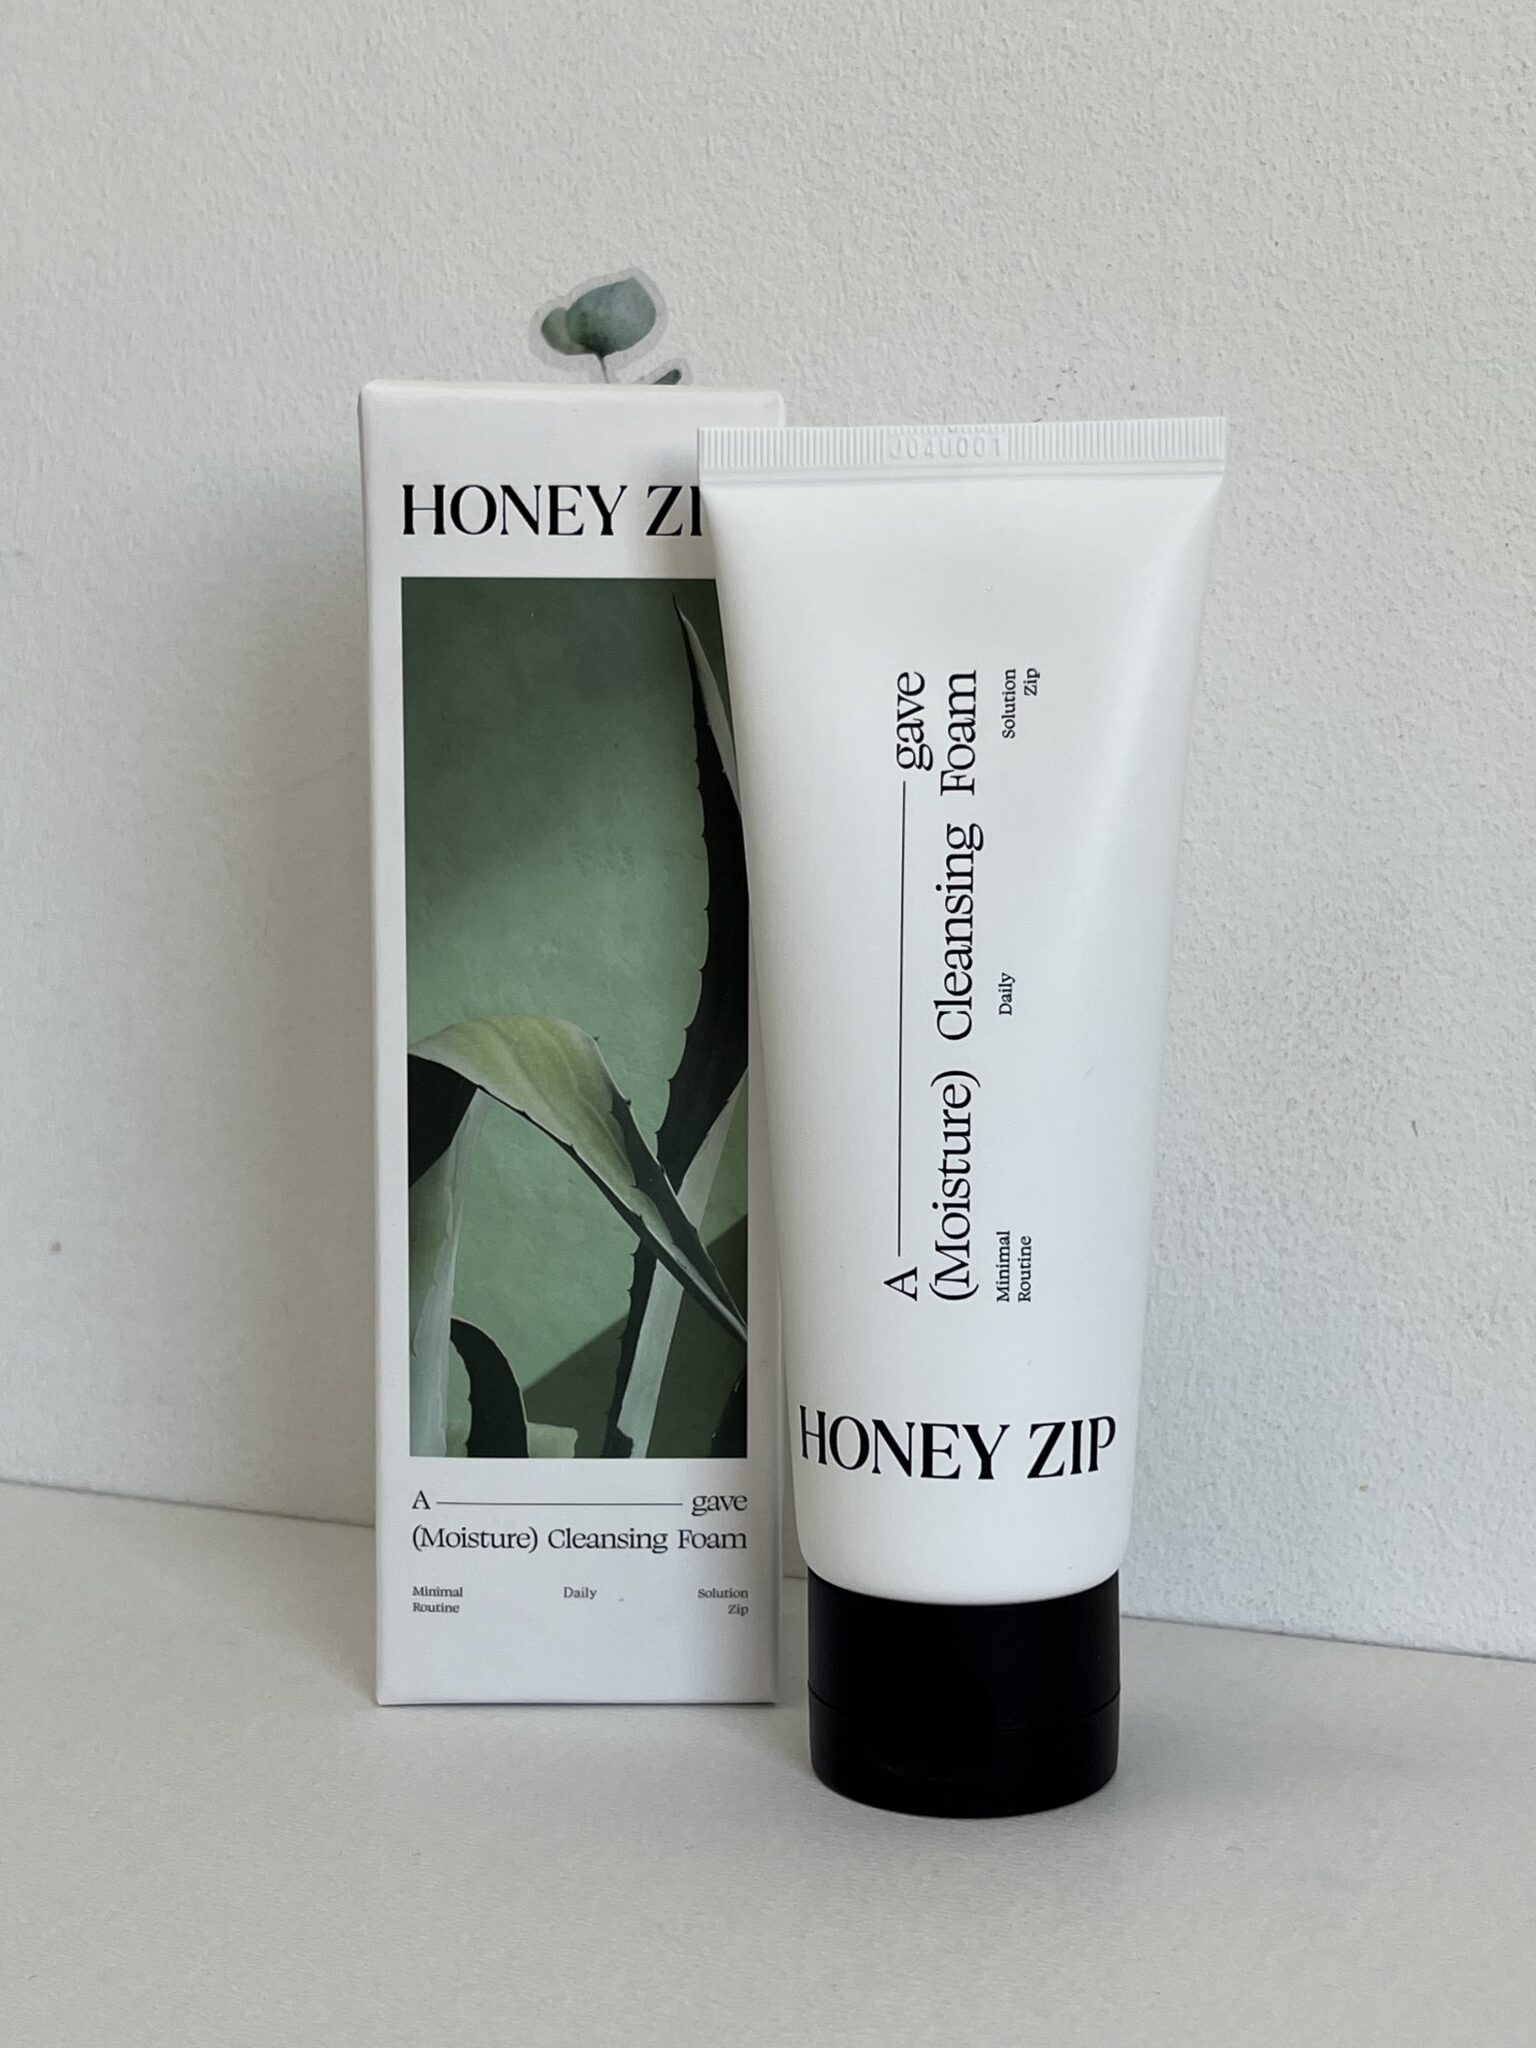 HONEY ZI
A gave
(Moisture) Cleansing Foam
Minimal Daily Solution
Routine Zip
J04U001
A gave
(Moisture) Cleansing Foam
Minimal Daily Solution
Routine Zip
HONEY ZIP